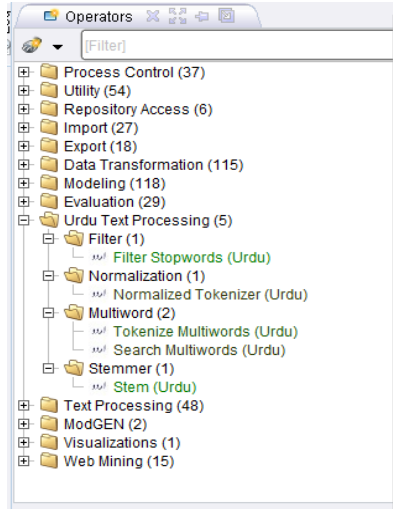 Operators
[Filter]
Process Control (37)
Utility (54)
Repository Access (6)
Import (27)
Export (18)
Data Transformation (115)
Modeling (118)
Evaluation (29)
Urdu Text Processing (5)
Filter (1)
Filter Stopwords (Urdu)
Normalization (1)
Normalized Tokenizer (Urdu)
Multiword (2)
Tokenize Multiwords (Urdu)
Search Multiwords (Urdu)
Stemmer (1)
Stem (Urdu)
Text Processing (48)
ModGEN (2)
Visualizations (1)
Web Mining (15)